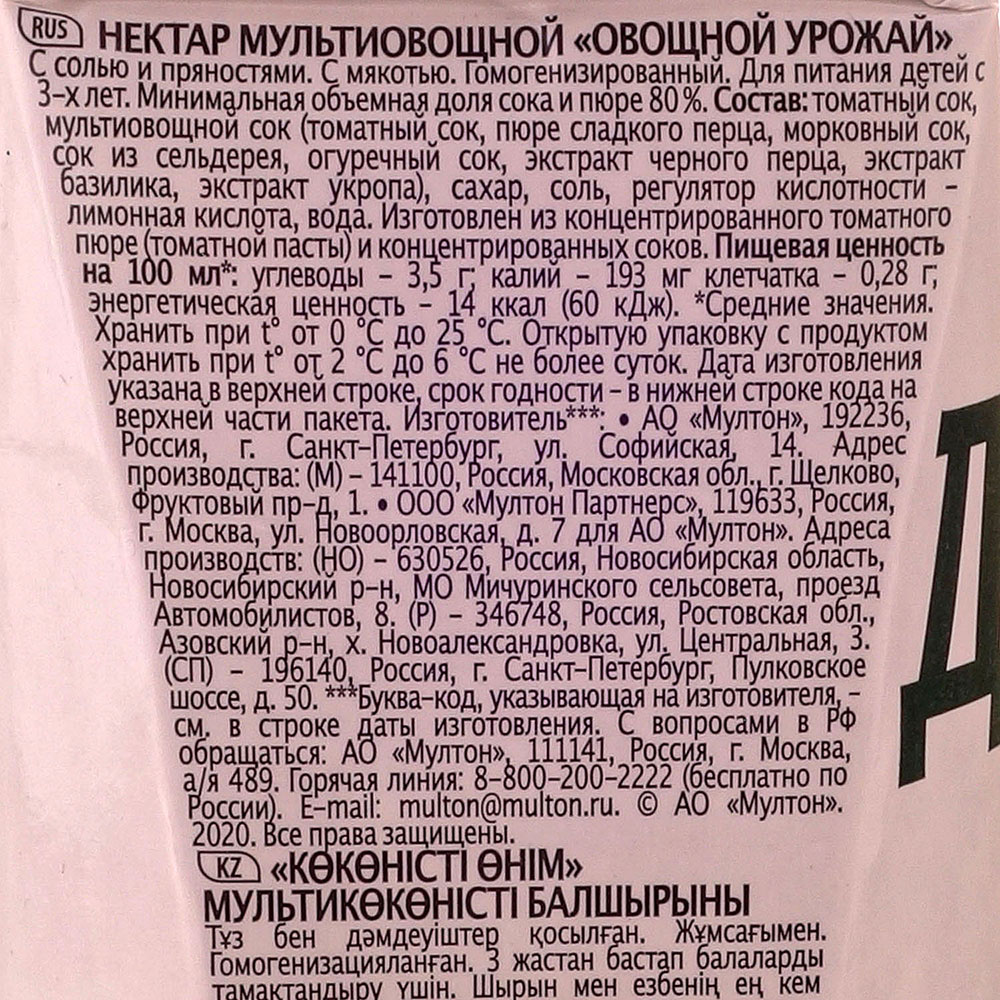 RUS НЕКТАР МУЛЬТИОВОЩНОЙ «ОВОЩНОЙ УРОЖАЙ»
С солью и пряностями. С мякотью. Гомогенизированный. Для питания детей с
3-х лет. Минимальная объемная доля сока и пюре 80%. Состав: томатный сок,
мультиовощной сок (томатный сок, пюре сладкого перца, морковный сок,
сок из сельдерея, огуречный сок, экстракт черного перца, экстракт
базилика, экстракт укропа), сахар, соль, регулятор кислотности –
лимонная кислота, вода. Изготовлен из концентрированного томатного
пюре (томатной пасты) и концентрированных соков. Пищевая ценность
на 100 мл*: углеводы – 3,5 г; калий – 193 мг клетчатка – 0,28 г;
энергетическая ценность – 14 ккал (60 кДж). *Средние значения.
Хранить при t° от 0 °С до 25 °С. Открытую упаковку с продуктом
хранить при t° от 2 °С до 6 °С не более суток. Дата изготовления
указана в верхней строке, срок годности – в нижней строке кода на
верхней части пакета. Изготовитель***: • АО «Мултон», 192236,
Россия, г. Санкт-Петербург, ул. Софийская, 14. Адрес
производства: (М) – 141100, Россия, Московская обл., г. Щелково,
Фруктовый пр-д, 1. • ООО «Мултон Партнерс», 119633, Россия,
г. Москва, ул. Новоорловская, д. 7 для АО «Мултон». Адреса
производств: (НО) – 630526, Россия, Новосибирская область,
Новосибирский р-н, МО Мичуринского сельсовета, проезд
Автомобилистов, 8. (Р) – 346748, Россия, Ростовская обл.,
Азовский р-н, х. Новоалександровка, ул. Центральная, 3.
(СП) – 196140, Россия, г. Санкт-Петербург, Пулковское
шоссе, д. 50. ***Буква-код, указывающая на изготовителя, –
см. в строке даты изготовления. С вопросами в РФ
обращаться: АО «Мултон», 111141, Россия, г. Москва,
а/я 489. Горячая линия: 8-800-200-2222 (бесплатно по
России). E-mail: multon@multon.ru. © АО «Мултон».
2020. Все права защищены.
KZ «КӨКӨНІСТІ ӨНІМ»
МУЛЬТИКӨКӨНІСТІ БАЛШЫРЫНЫ
Тұз бен дәмдеуіштер қосылған. Жұмсағымен.
Гомогенизацияланған. 3 жастан бастап балаларды
тамақтандыру үшін. Шырын мен езбенің ең кем
Д